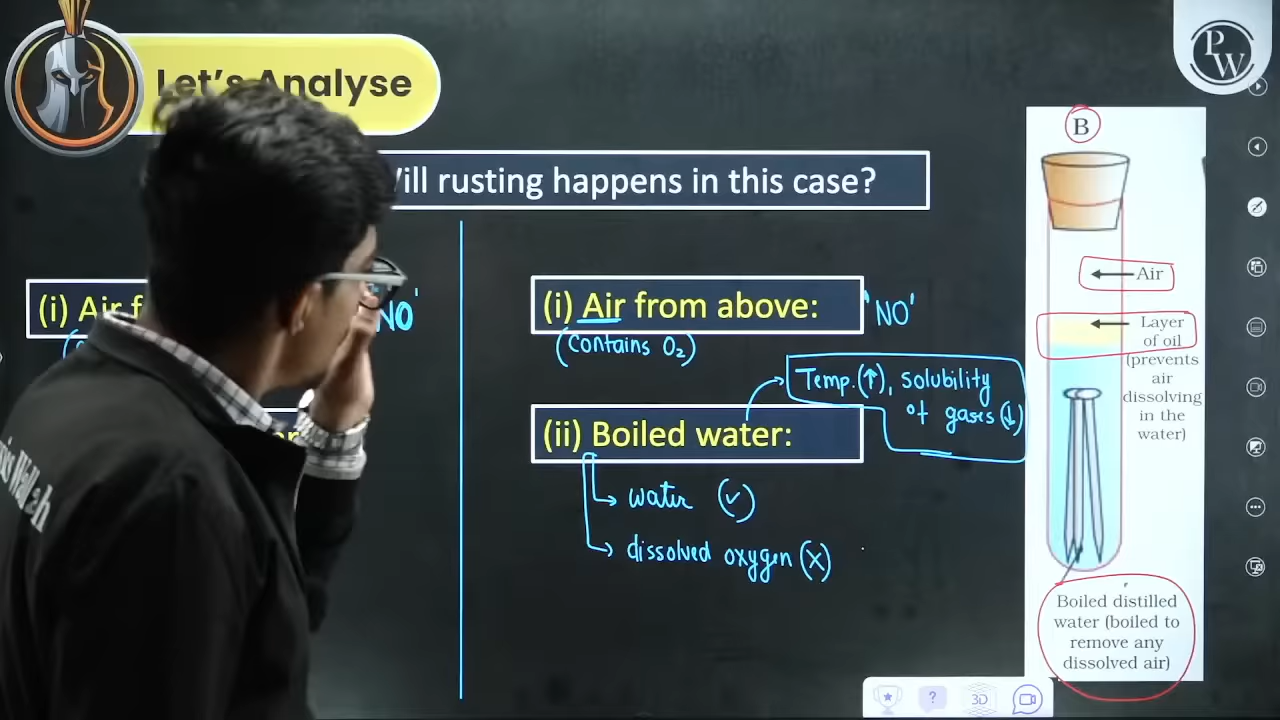 Let's Analyse
PW
Will rusting happens in this case?
(i) Air
'NO'
(i) Air from above:
'NO'
(Contains O₂)
Temp.(↑), solubility
of gases (↓)
(ii) Boiled water:
water (✓)
dissolved oxygen (X)
B
Air
Layer
of oil
(prevents
air
dissolving
in the
water)
Boiled distilled
water (boiled to
remove any
dissolved air)
?
3D